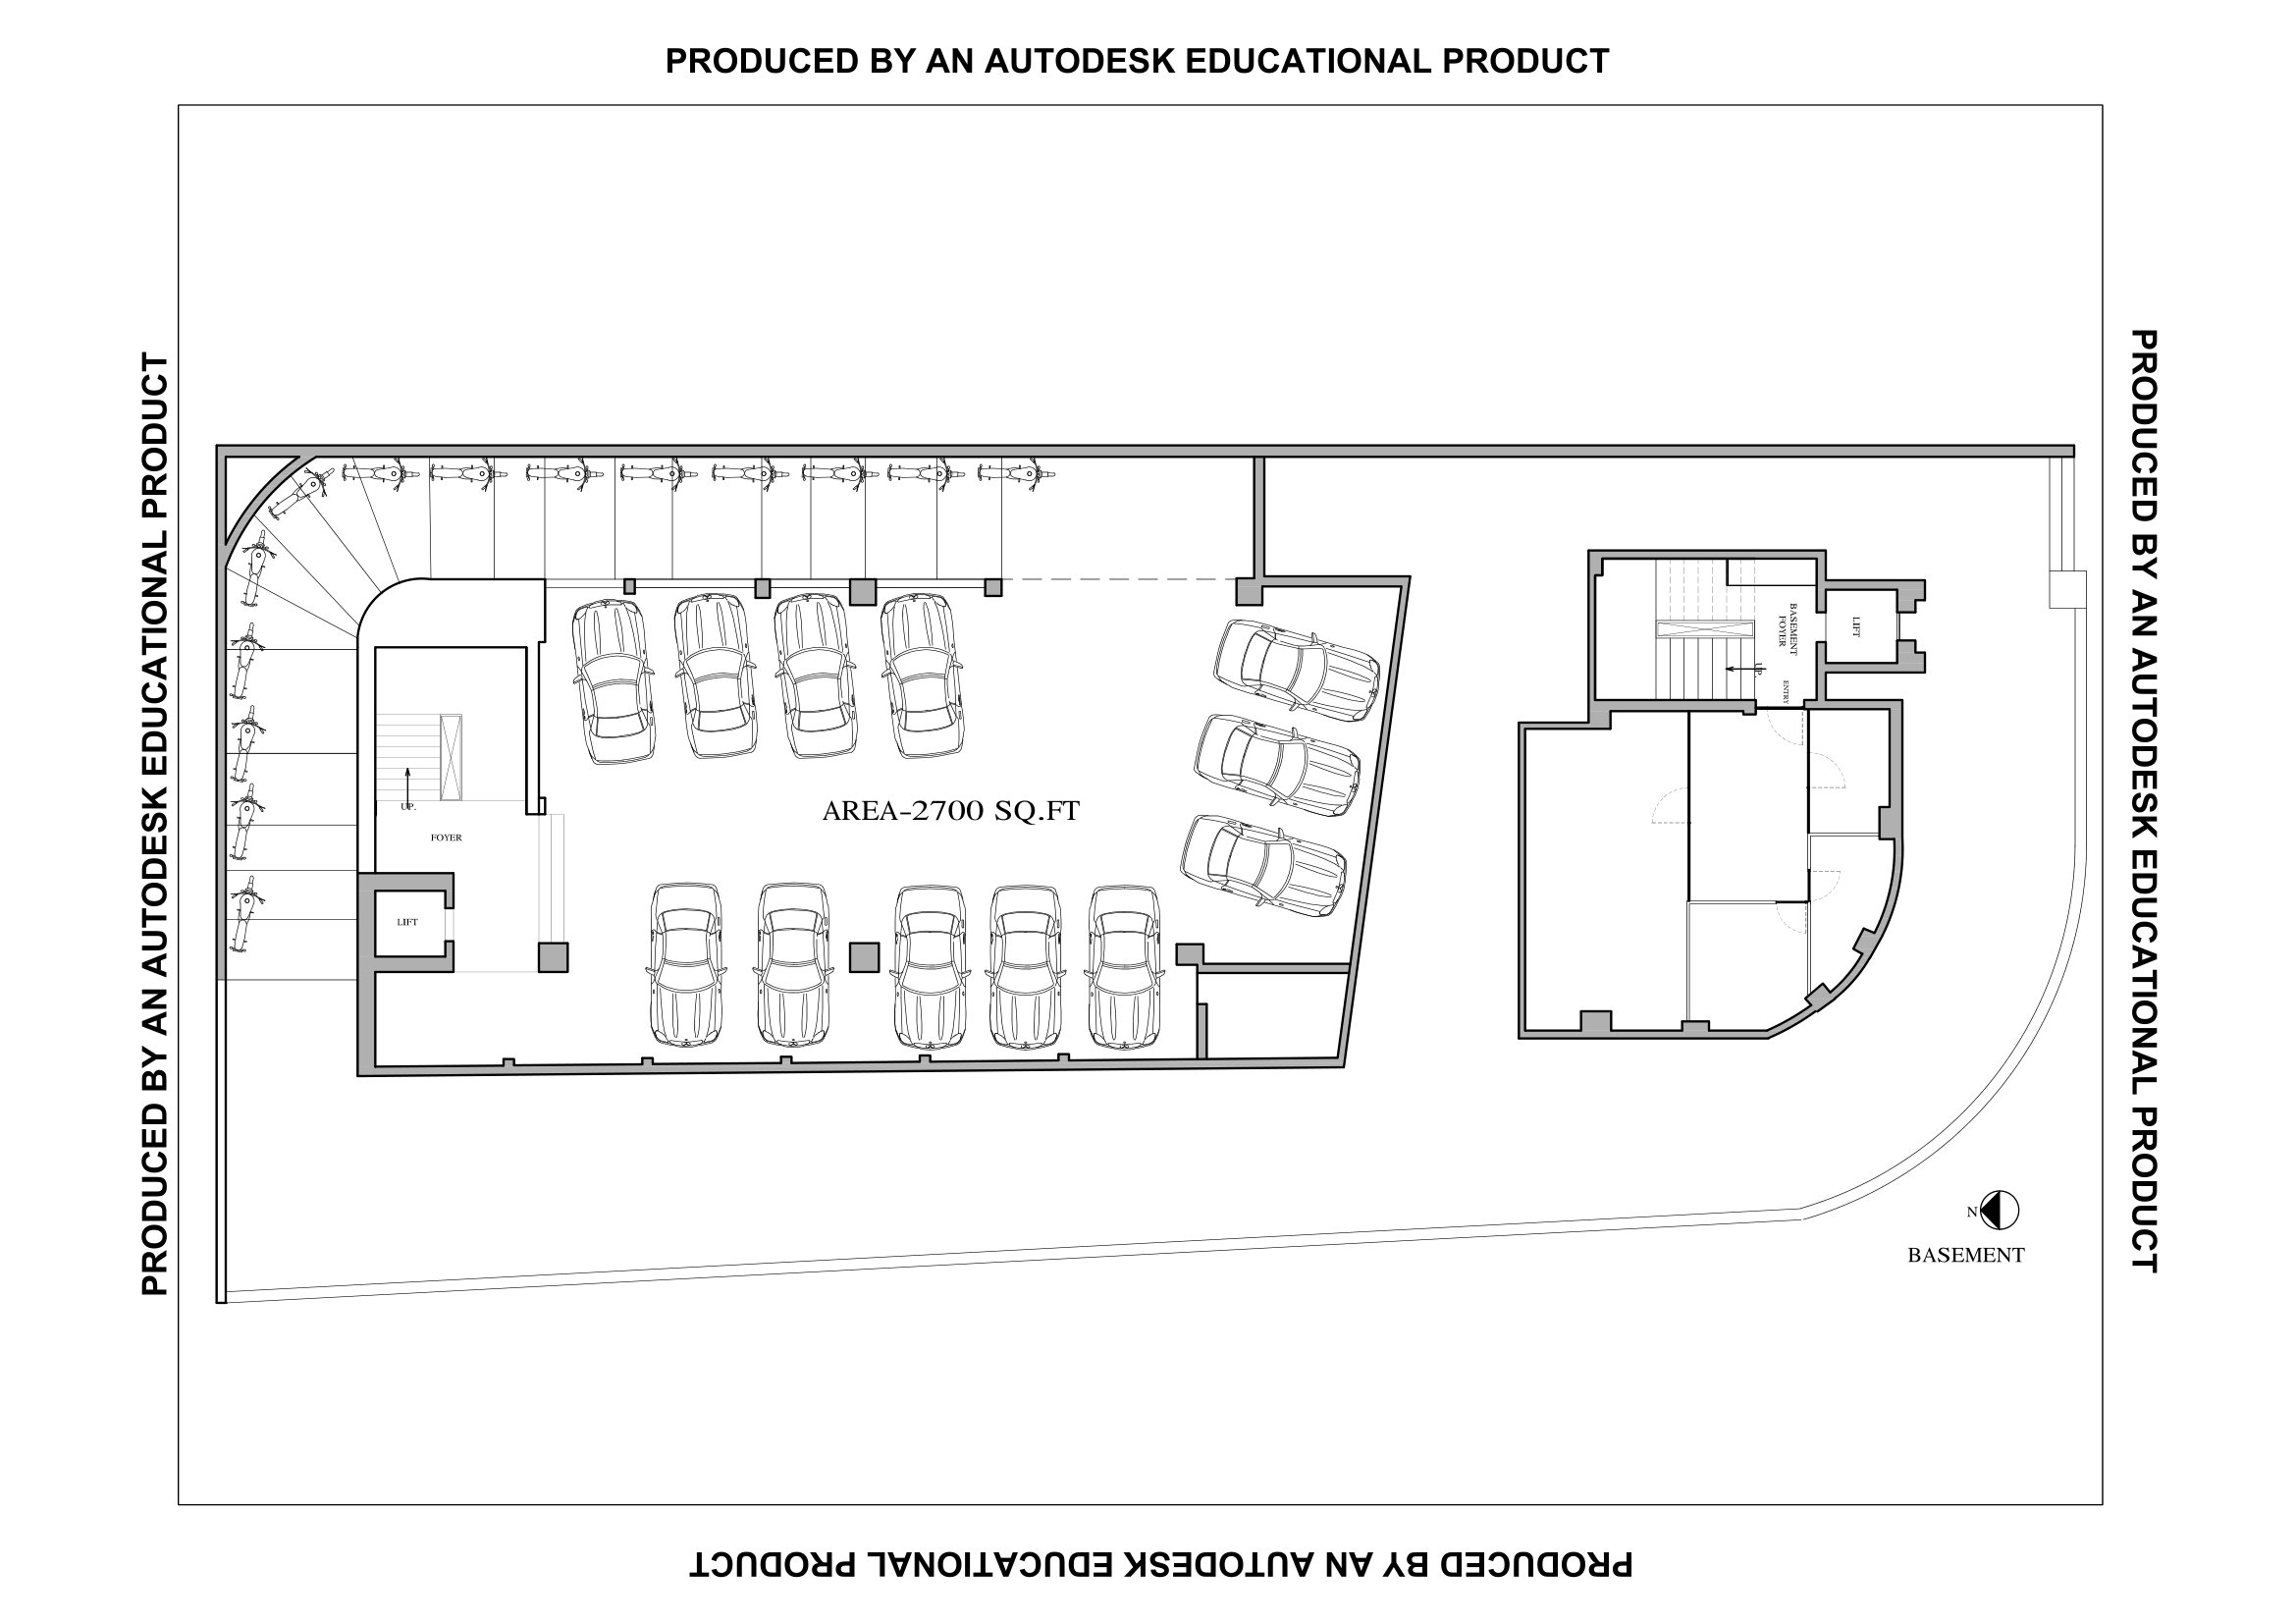 PRODUCED BY AN AUTODESK EDUCATIONAL PRODUCT
PRODUCED BY AN AUTODESK EDUCATIONAL PRODUCT
PRODUCED BY AN AUTODESK EDUCATIONAL PRODUCT
BASEMENT
FOYER
LIFT
UP.
ENTRY
AREA-2700 SQ.FT
UP.
FOYER
LIFT
N
BASEMENT
PRODUCED BY AN AUTODESK EDUCATIONAL PRODUCT